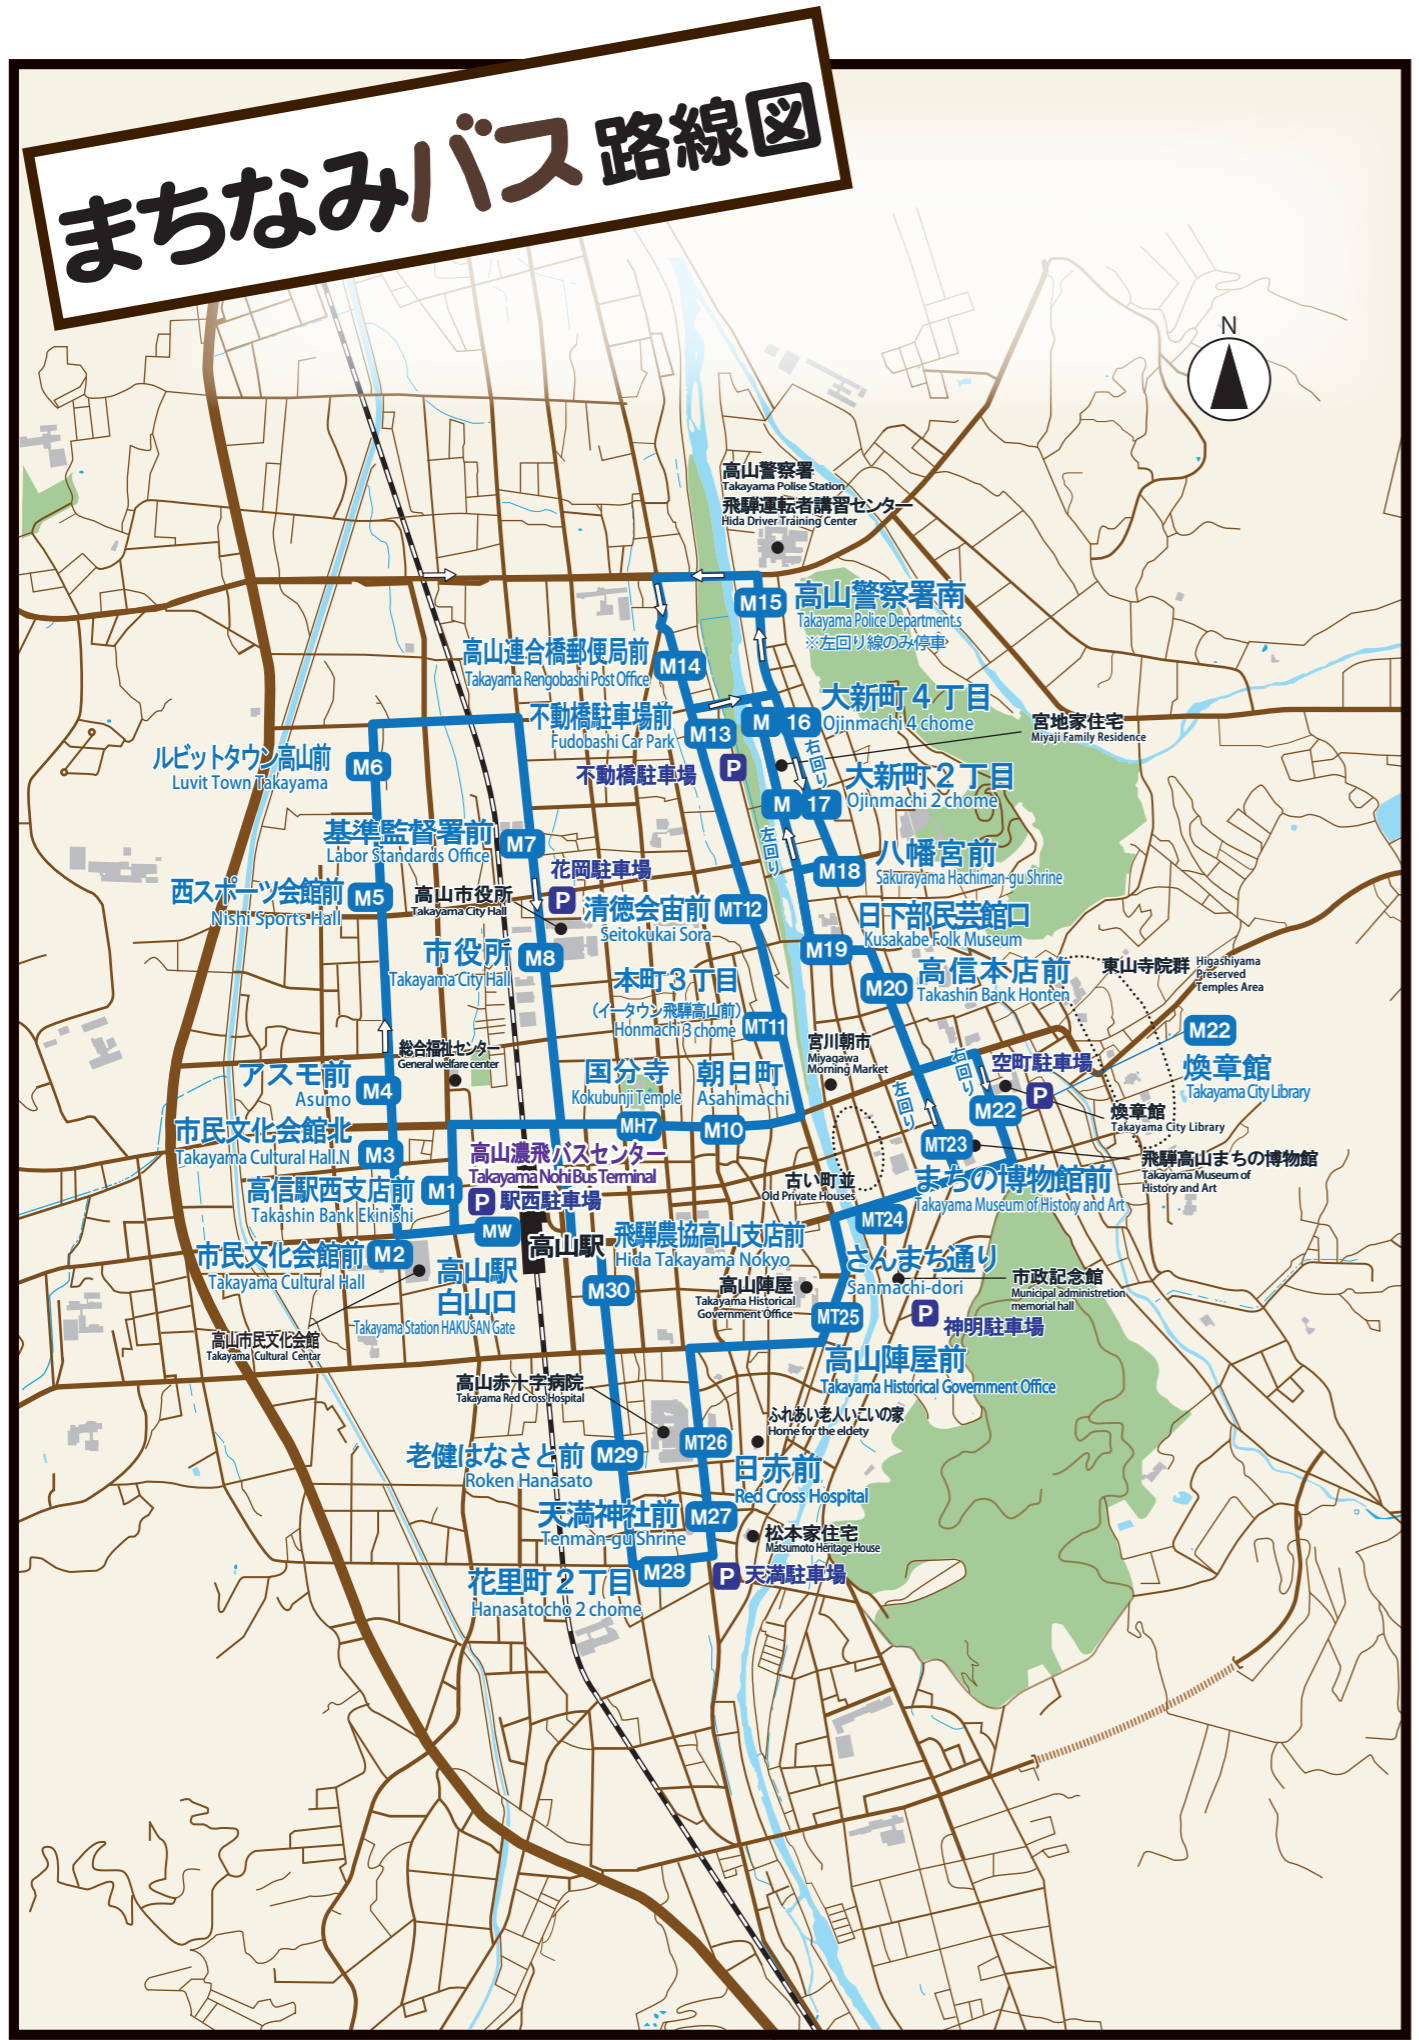 まちなみバス 路線図
N
高山警察署
Takayama Polise Station
飛騨運転者講習センター
Hida Driver Training Center
M15
高山警察署南
Takayama Police Department.s
※左回り線のみ停車
高山連合橋郵便局前
Takayama Rengobashi Post Office
M14
大新町４丁目
Ojinmachi 4 chome
M 16
不動橋駐車場前
Fudobashi Car Park
M13
宮地家住宅
Miyaji Family Residence
右回り
不動橋駐車場
P
ルビットタウン高山前
Luvit Town Takayama
M6
大新町２丁目
Ojinmachi 2 chome
M 17
左回り
基準監督署前
Labor Standards Office
M7
八幡宮前
Sakurayama Hachiman-gu Shrine
M18
花岡駐車場
P
西スポーツ会館前
Nishi Sports Hall
M5
高山市役所
Takayama City Hall
清徳会宙前
Seitokukai Sora
MT12
日下部民芸館口
Kusakabe Folk Museum
M19
市役所
Takayama City Hall
M8
高信本店前
Takashin Bank Honten
M20
東山寺院群
Higashiyama
Preserved
Temples Area
本町３丁目
（イータウン飛騨高山前）
Honmachi 3 chome
MT11
M22
煥章館
Takayama City Library
総合福祉センター
General welfare center
宮川朝市
Miyagawa
Morning Market
右回り
空町駐車場
P
アスモ前
Asumo
M4
国分寺
Kokubunji Temple
MH7
朝日町
Asahimachi
M10
左回り
M22
煥章館
Takayama City Library
市民文化会館北
Takayama Cultural Hall.N
M3
MT23
飛騨高山まちの博物館
Takayama Museum of
History and Art
高山濃飛バスセンター
Takayama Nohi Bus Terminal
P
駅西駐車場
高信駅西支店前
Takashin Bank Ekinishi
M1
古い町並
Old Private Houses
まちの博物館前
Takayama Museum of History and Art
MT24
MW
高山駅
飛騨農協高山支店前
Hida Takayama Nokyo
M30
市民文化会館前
Takayama Cultural Hall
M2
高山駅
白山口
Takayama Station HAKUSAN Gate
さんまち通り
Sanmachi-dori
市政記念館
Municipal administretion
memorial hall
高山陣屋
Takayama Historical
Government Office
MT25
P
神明駐車場
高山市民文化会館
Takayama Cultural Centar
高山陣屋前
Takayama Historical Government Office
高山赤十字病院
Takayama Red Cross Hospital
ふれあい老人いこいの家
Home for the eldety
MT26
日赤前
Red Cross Hospital
老健はなさと前
Roken Hanasato
M29
天満神社前
Tenman-gu Shrine
M27
松本家住宅
Matsumoto Heritage House
花里町２丁目
Hanasatocho 2 chome
M28
P
天満駐車場